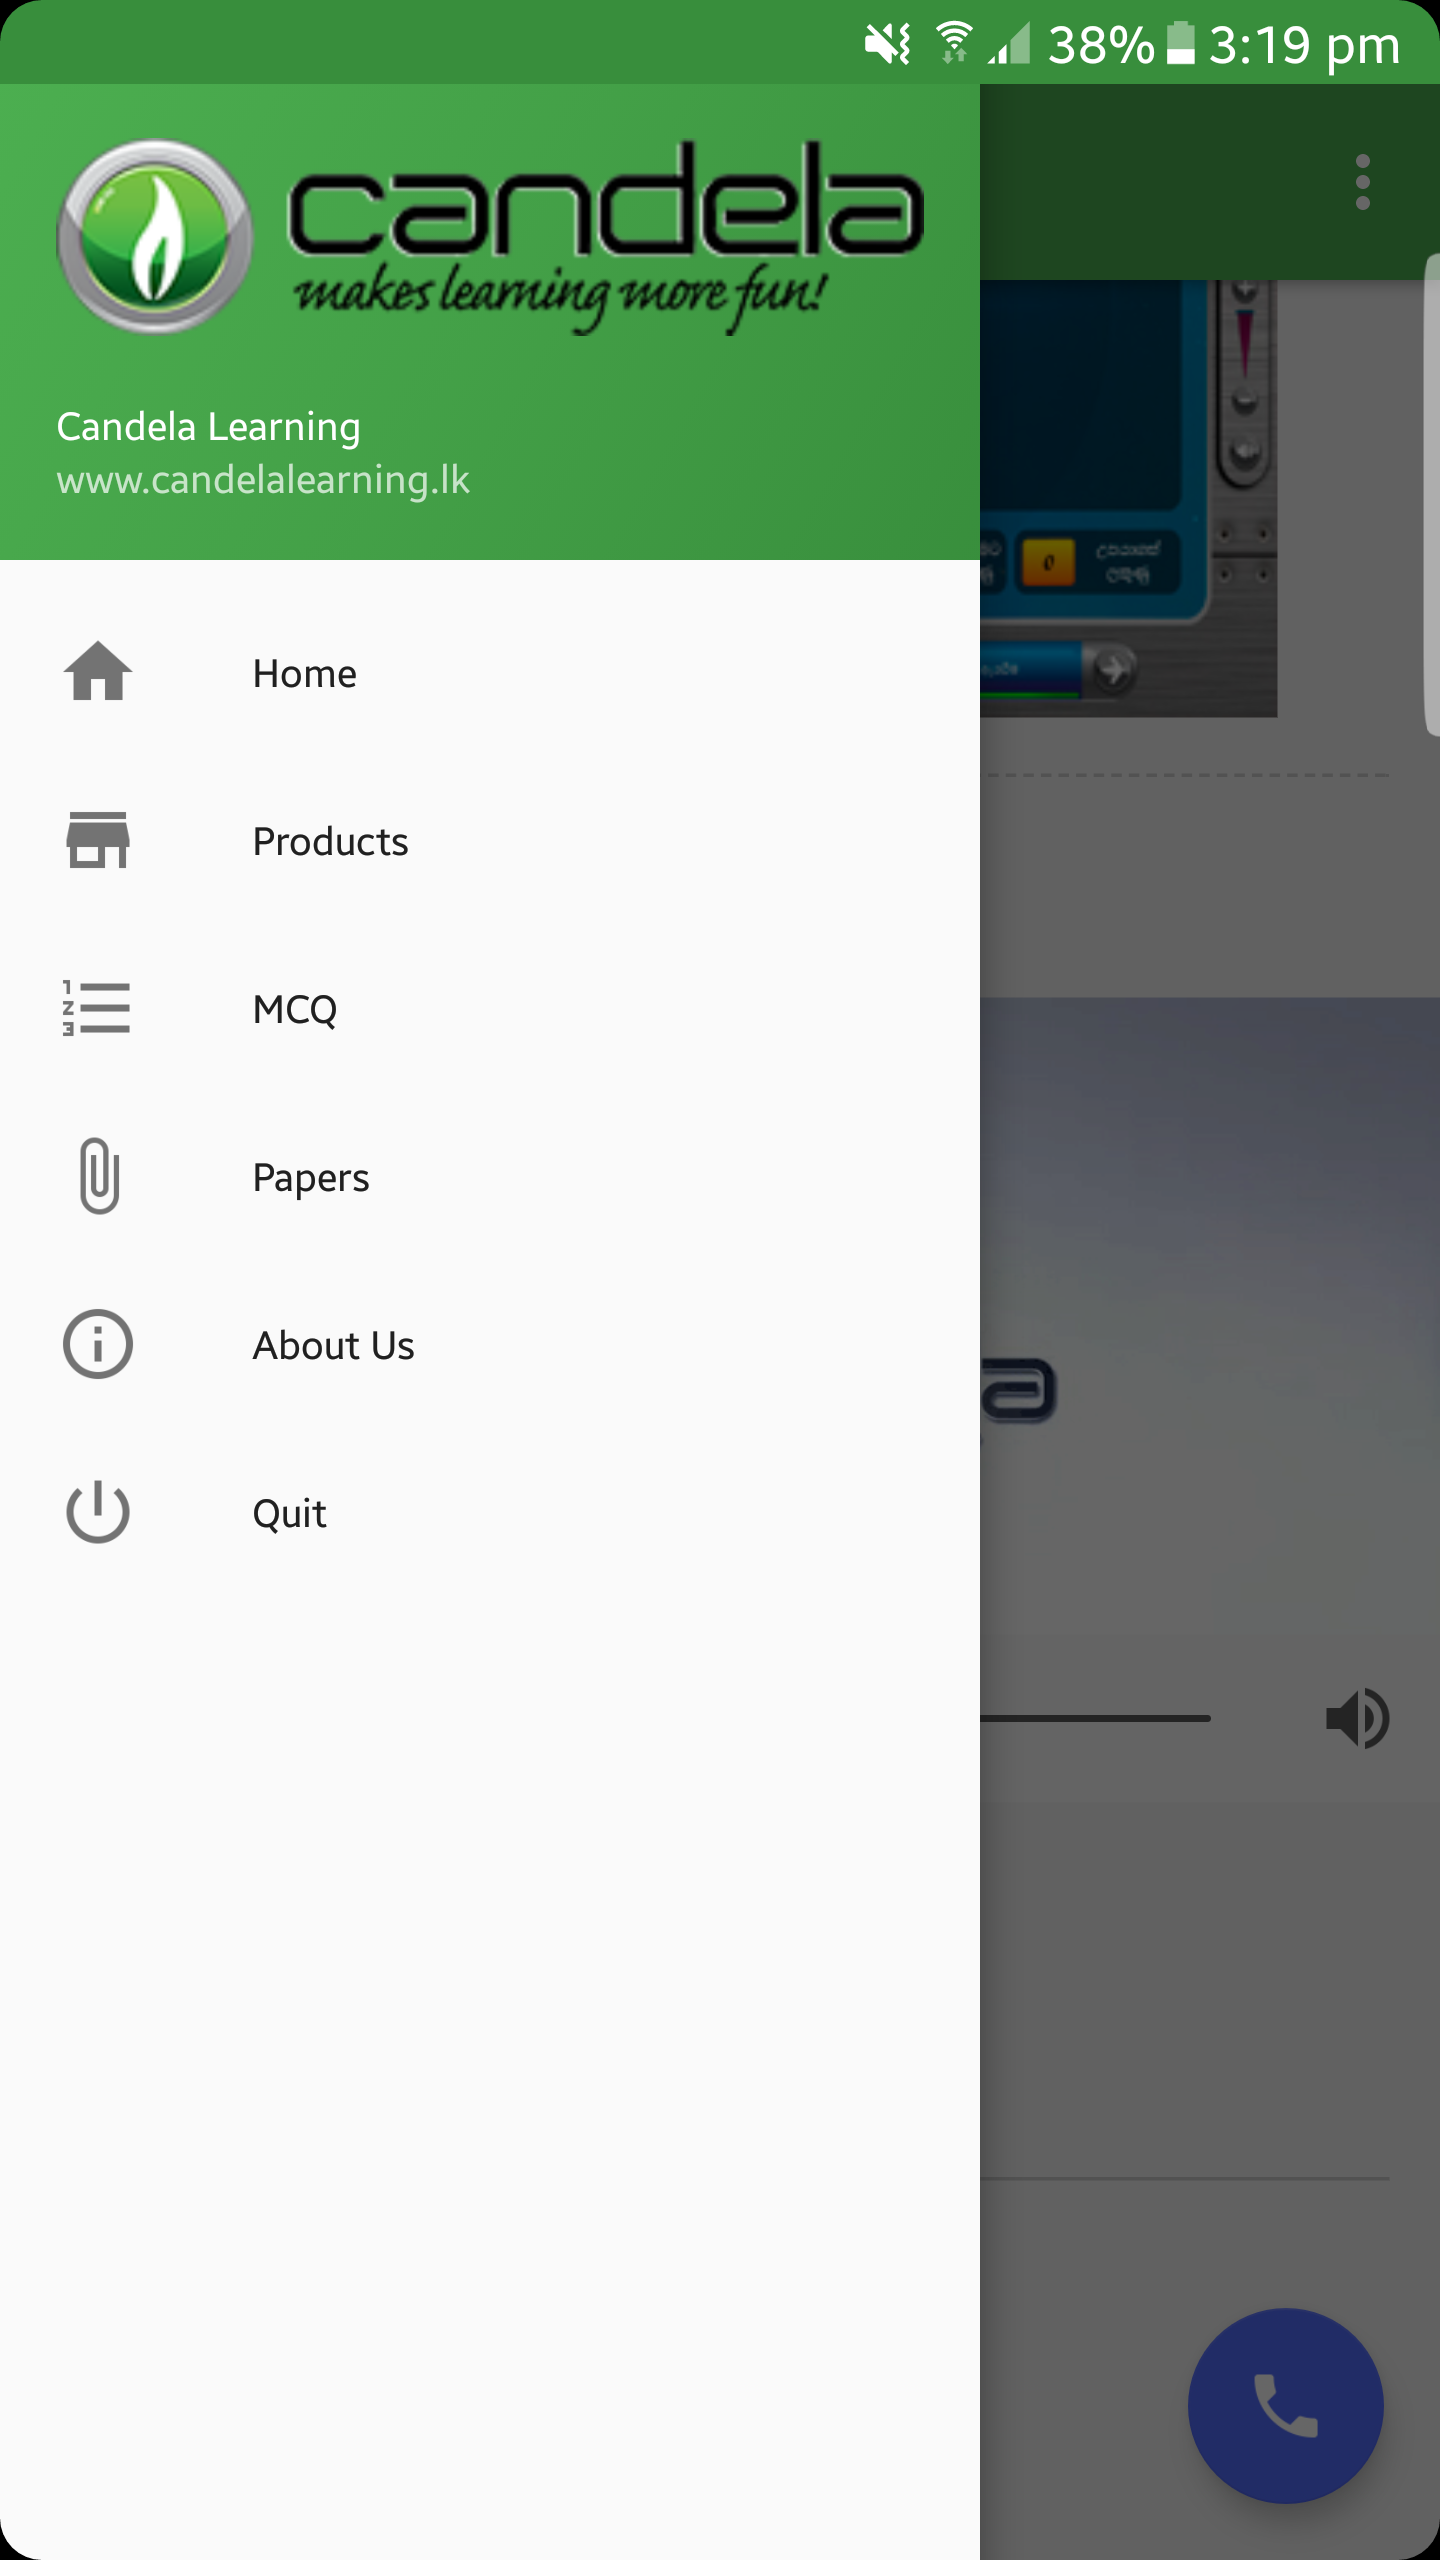 38% 3:19 pm
candela
makes learning more fun!
Candela Learning
www.candelalearning.lk
Home
Products
MCQ
Papers
About Us
Quit
0
a